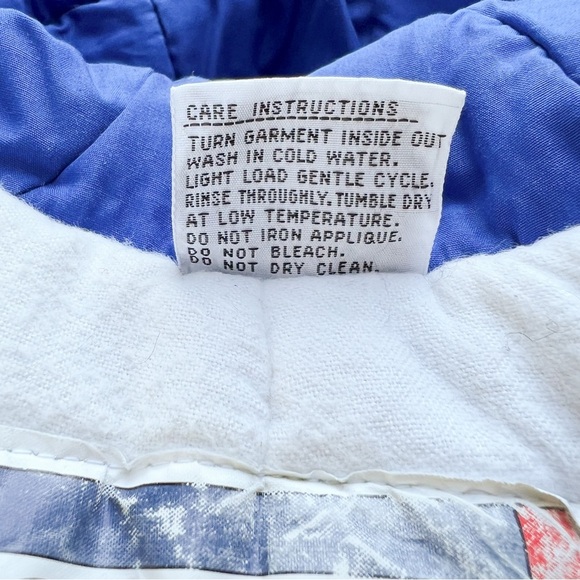 CARE INSTRUCTIONS
TURN GARMENT INSIDE OUT
WASH IN COLD WATER.
LIGHT LOAD GENTLE CYCLE.
RINSE THROUGHLY. TUMBLE DRY
AT LOW TEMPERATURE.
DO NOT IRON APPLIQUE.
DO NOT BLEACH.
DO NOT DRY CLEAN.